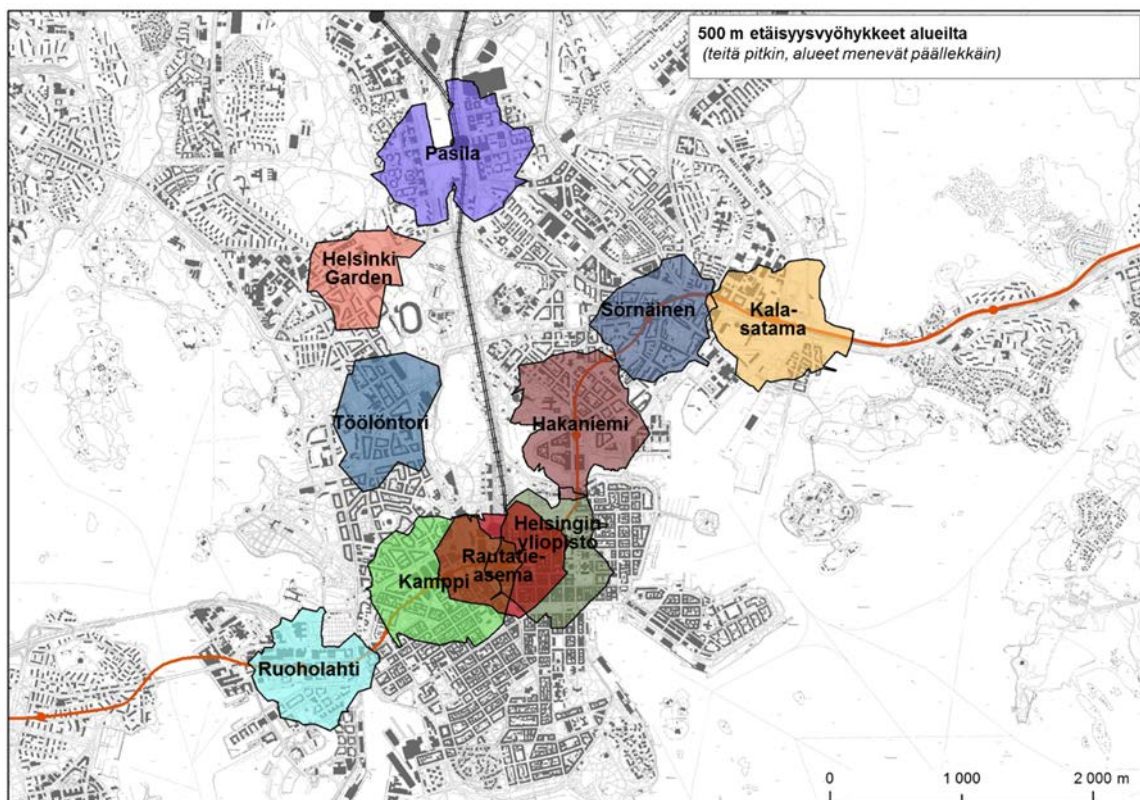 500 m etäisyysvyöhykkeet alueilta
(teitä pitkin, alueet menevät päällekkäin)
Pasila
Helsinki
Garden
Sörnäinen
Kala-
satama
Töölöntori
Hakaniemi
Helsingin-
yliopisto
Rautatie-
asema
Kamppi
Ruoholahti
0 1 000 2 000 m